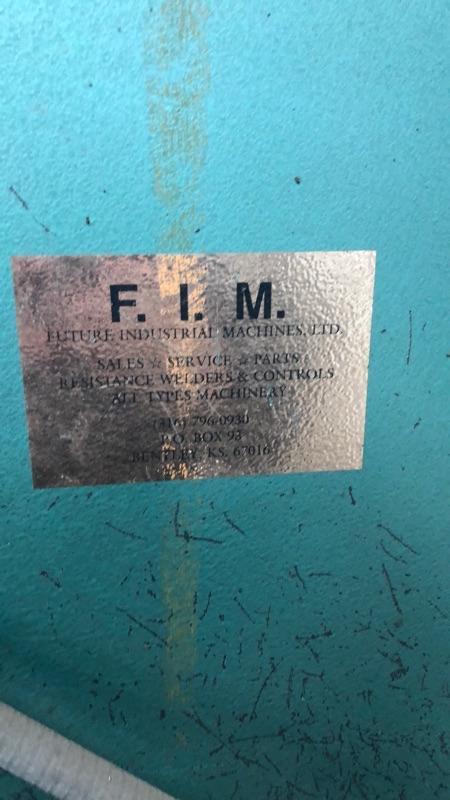 F. I. M.
FUTURE INDUSTRIAL MACHINES, LTD.
SALES ☆ SERVICE ☆ PARTS
RESISTANCE WELDERS & CONTROLS
ALL TYPES MACHINERY
(316) 796-0930
P.O. BOX 93
BENTLEY, KS. 67016